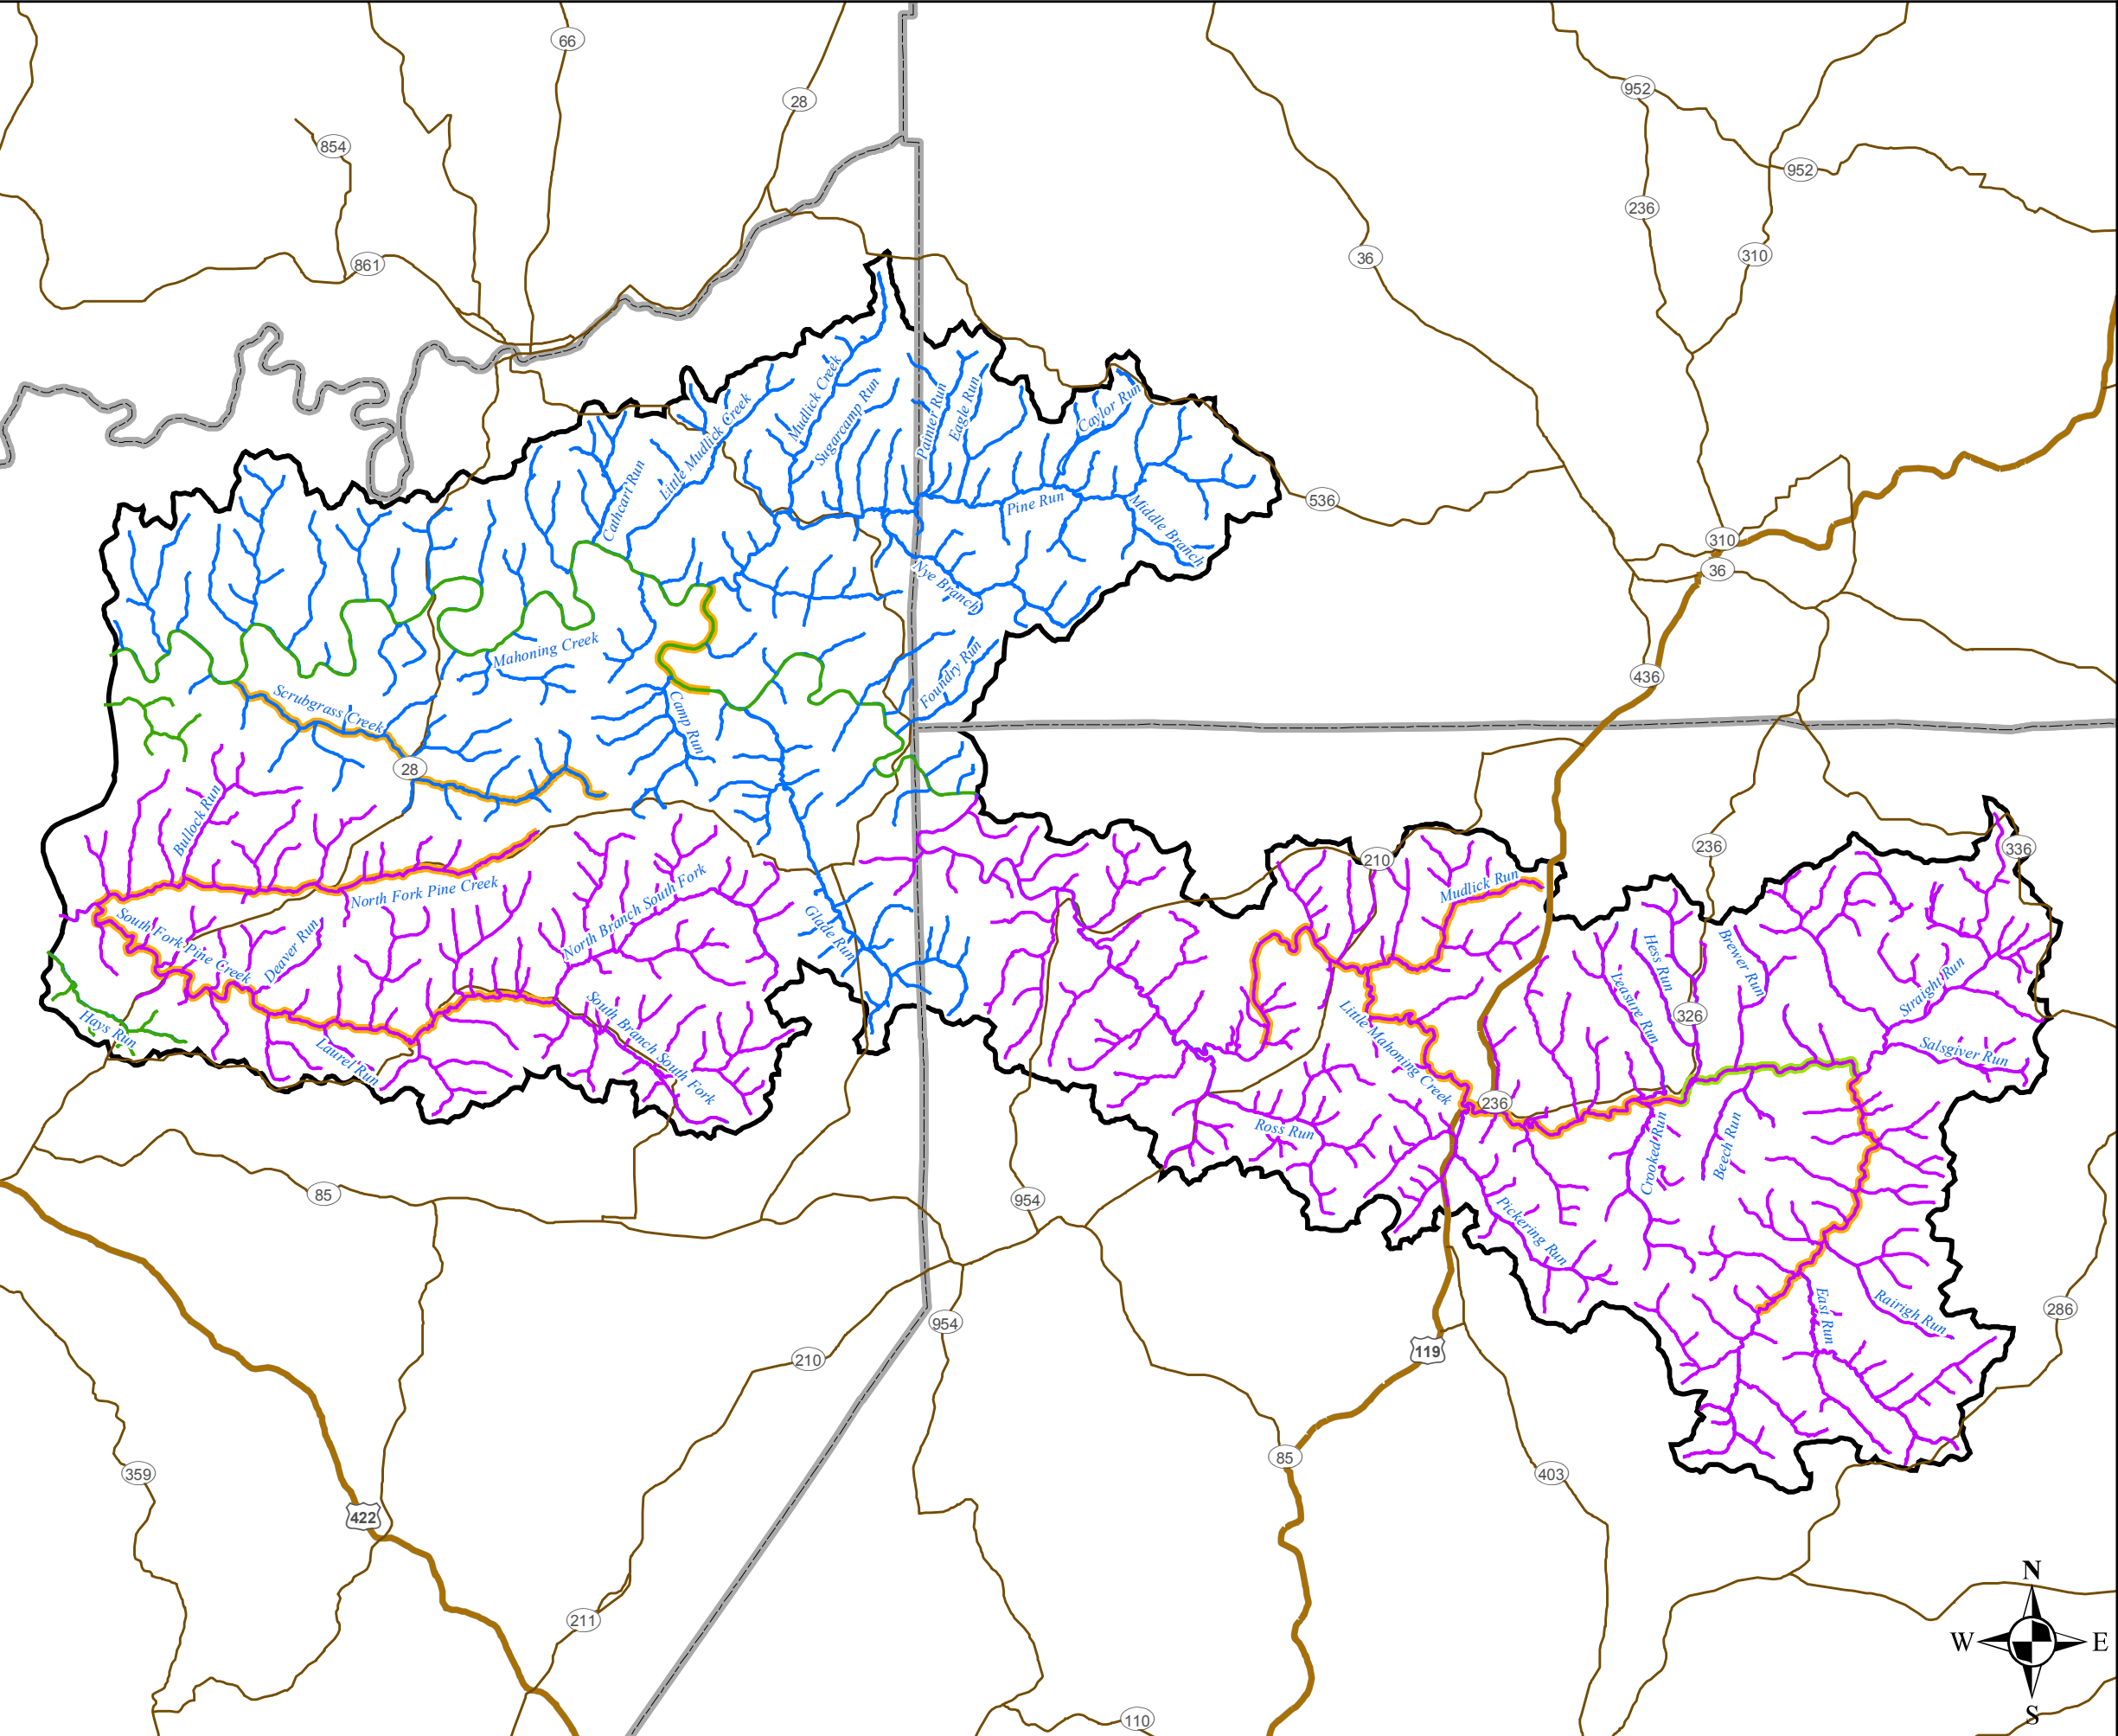 66
952
28
854
952
236
310
36
861
Mudlick Creek
Sugarcamp Run
Painter Run
Eagle Run
Caylor Run
Little Mudlick Creek
Cathcart Run
Pine Run
Middle Branch
536
310
36
Nye Branch
Mahoning Creek
Foundry Run
436
Scrubgrass Creek
Camp Run
28
Bullock Run
North Fork Pine Creek
North Branch South Fork
210
Mudlick Run
236
336
South Fork Pine Creek
Deaver Run
Glade Run
Hess Run
Leasure Run
Brewer Run
Straight Run
326
Hays Run
Laurel Run
South Branch South Fork
Little Mahoning Creek
Salsgiver Run
236
Ross Run
Crooked Run
Beech Run
85
954
Pickering Run
East Run
Rairigh Run
286
954
210
119
359
85
403
422
211
110
N
W
E
S